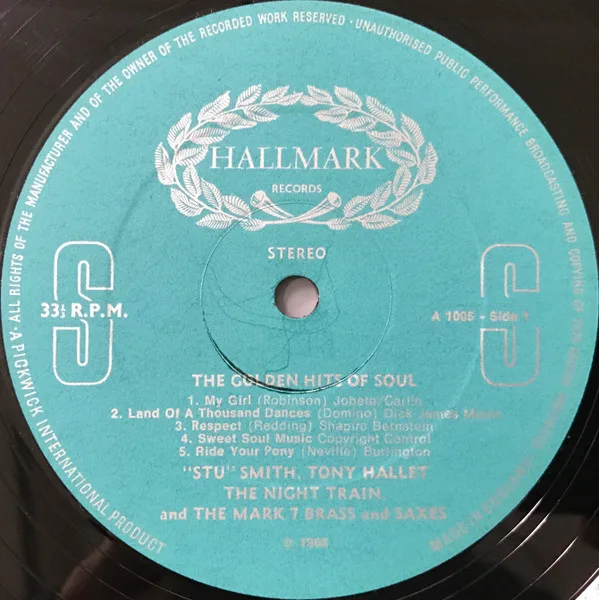 A PICKWICK INTERNATIONAL PRODUCT · ALL RIGHTS OF THE MANUFACTURER AND OF THE OWNER OF THE RECORDED WORK RESERVED · UNAUTHORISED PUBLIC PERFORMANCE BROADCASTING AND COPYING OF
MADE IN
HALLMARK
RECORDS
STEREO
S
S
33⅓ R.P.M.
A 1005 - Side 1
THE GOLDEN HITS OF SOUL
1. My Girl (Robinson) Jobete/Carlin
2. Land Of A Thousand Dances (Domino) Dick James Music
3. Respect (Redding) Shapiro Bernstein
4. Sweet Soul Music Copyright Control
5. Ride Your Pony (Neville) Burlington
"STU" SMITH, TONY HALLET
THE NIGHT TRAIN,
and THE MARK 7 BRASS and SAXES
℗ 1968